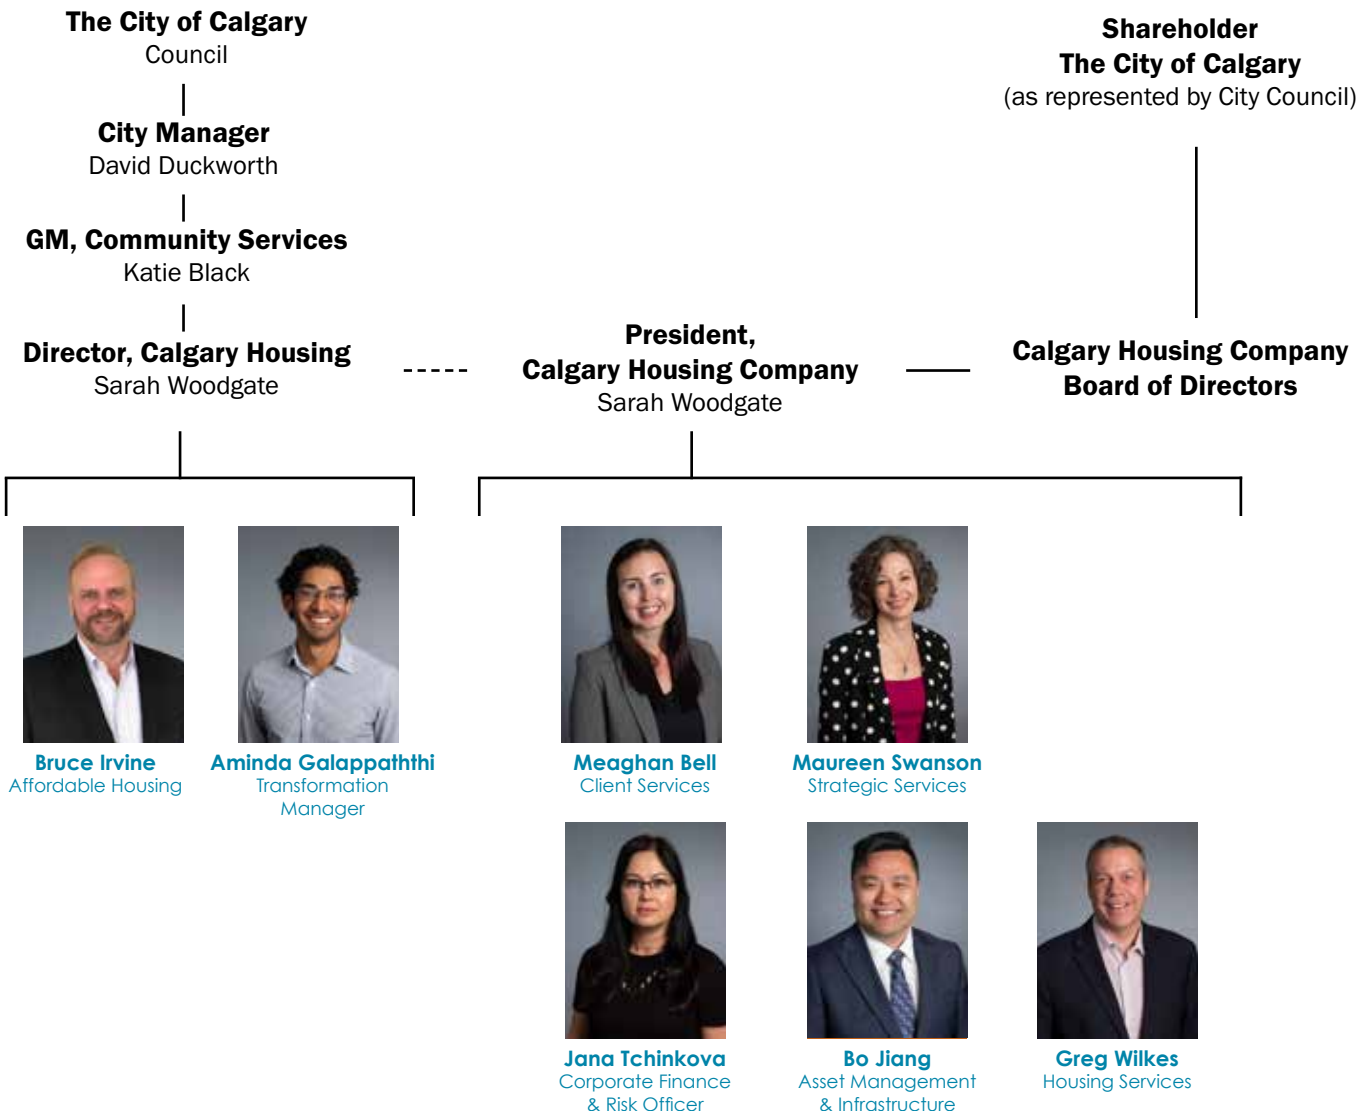 The City of Calgary
Council
City Manager
David Duckworth
GM, Community Services
Katie Black
Director, Calgary Housing
Sarah Woodgate
Shareholder
The City of Calgary
(as represented by City Council)
President,
Calgary Housing Company
Sarah Woodgate
Calgary Housing Company
Board of Directors
Bruce Irvine
Affordable Housing
Aminda Galappaththi
Transformation
Manager
Meaghan Bell
Client Services
Maureen Swanson
Strategic Services
Jana Tchinkova
Corporate Finance
& Risk Officer
Bo Jiang
Asset Management
& Infrastructure
Greg Wilkes
Housing Services